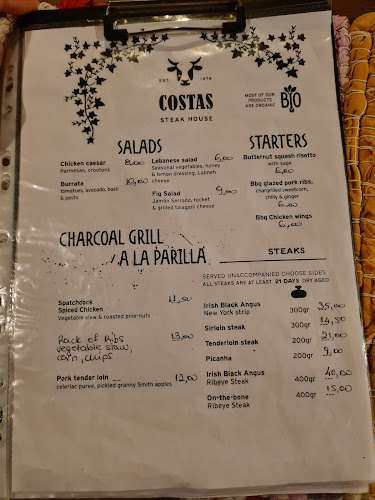 EST. 1974
COSTAS
STEAK HOUSE
MOST OF OUR
PRODUCTS
ARE ORGANIC
BIO
SALADS
Chicken caesar 8,00
Parmesan, croutons
Burrata 10,00
tomatoes, avocado, basil
& pesto
Labanese salad 6,00
Seasonal vegetables, honey
& lemon dressing, Labneh
cheese
Fig Salad 9,00
Jamón Serraño, rocket
& grilled talagani cheese
STARTERS
Butternut squash risotto
with sage
6,00
Bbq glazed pork ribs,
chargrilled sweetcorn,
chilly & ginger
6,00
Bbq Chicken wings
6,00
CHARCOAL GRILL
A LA PARILLA
Spatchcock 11,50
Spiced Chicken
Vegetable slaw & roasted pine-nuts
Rack of Ribs 13,00
vegetable slaw,
corn, chips
Pork tender loin 12,00
celeriac puree, pickled granny Smith apples
STEAKS
SERVED UNACCOMPANIED CHOOSE SIDES
ALL STEAKS ARE AT LEAST 21 DAYS DRY AGED
Irish Black Angus 300gr 35,00
New York strip
Sirloin steak 300gr 14,50
Tenderloin steak 200gr 21,00
Picanha 200gr 9,00
Irish Black Angus 400gr 40,00
Ribeye Steak
On-the-bone 400gr 15,00
Ribeye Steak